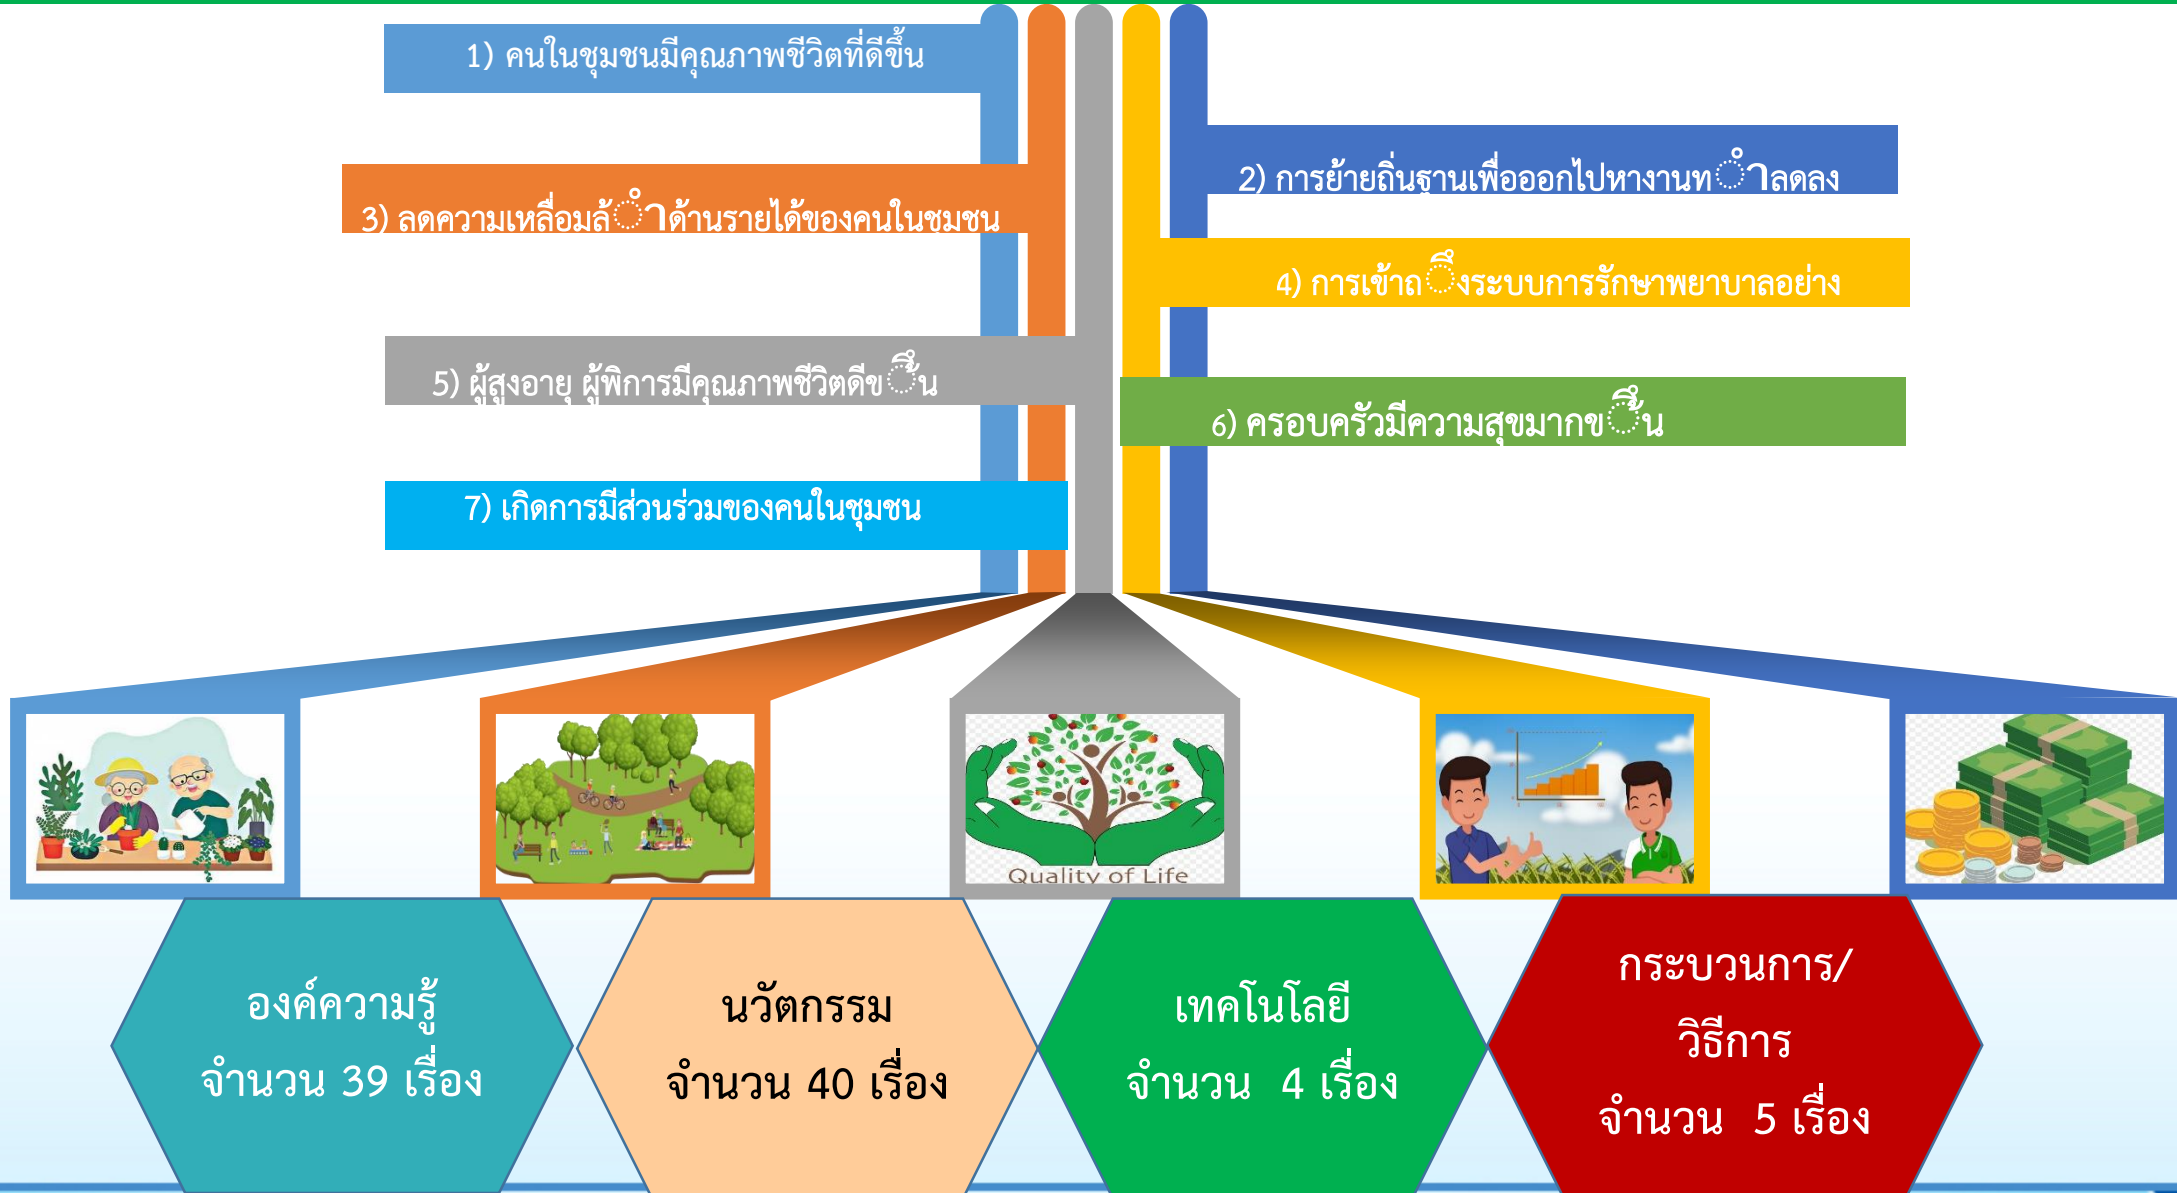 1) คนในชุมชนมีคุณภาพชีวิตที่ดีขึ้น
2) การย้ายถิ่นฐานเพื่อออกไปหางานทำลดลง
3) ลดความเหลื่อมล้ำด้านรายได้ของคนในชุมชน
4) การเข้าถึงระบบการรักษาพยาบาลอย่าง
5) ผู้สูงอายุ ผู้พิการมีคุณภาพชีวิตดีขึ้น
6) ครอบครัวมีความสุขมากขึ้น
7) เกิดการมีส่วนร่วมของคนในชุมชน
Quality of Life
องค์ความรู้
จำนวน 39 เรื่อง
นวัตกรรม
จำนวน 40 เรื่อง
เทคโนโลยี
จำนวน 4 เรื่อง
กระบวนการ/
วิธีการ
จำนวน 5 เรื่อง